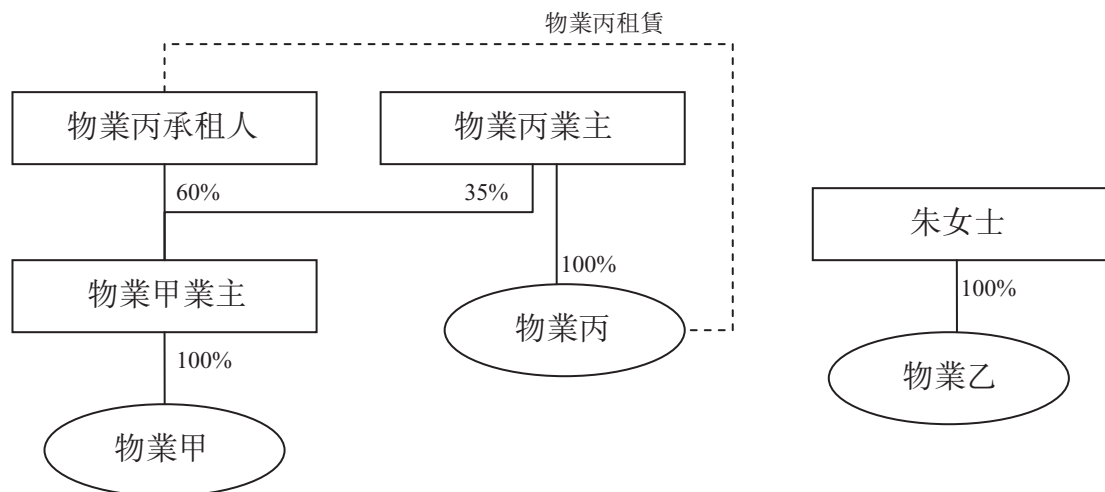 物業丙租賃
物業丙承租人
物業丙業主
60%
35%
朱女士
100%
物業甲業主
100%
物業丙
100%
物業乙
物業甲